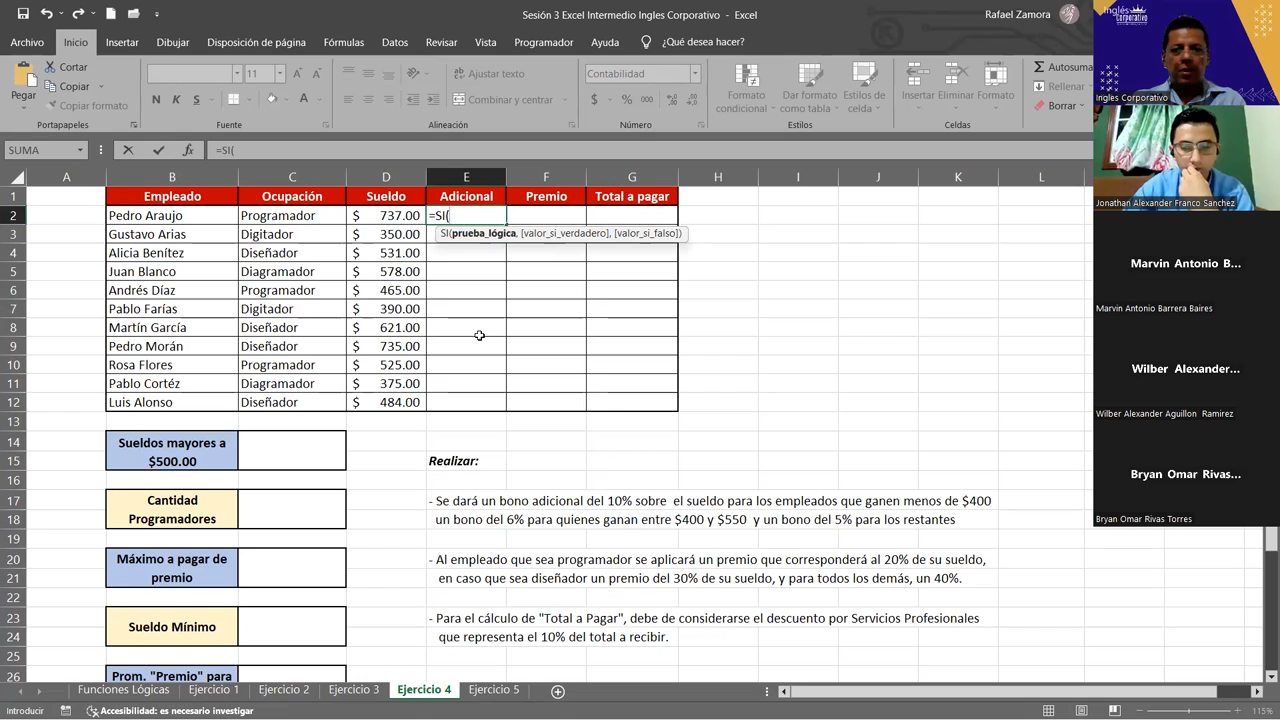 Sesión 3 Excel Intermedio Ingles Corporativo - Excel
Rafael Zamora
Archivo Inicio Insertar Dibujar Disposición de página Fórmulas Datos Revisar Vista Programador Ayuda ¿Qué desea hacer?
Pegar
Cortar
Copiar
Copiar formato
Portapapeles
11
N K S
Fuente
Ajustar texto
Combinar y centrar
Alineación
Contabilidad
$ % 000
Número
Formato condicional
Dar formato como tabla
Estilos de celda
Estilos
Insertar Eliminar Formato
Celdas
Autosuma
Rellenar
Borrar
SUMA
=SI(
A B C D E F G H I J K L
1 Empleado Ocupación Sueldo Adicional Premio Total a pagar
2 Pedro Araujo Programador $ 737.00 =SI(
SI(prueba_lógica, [valor_si_verdadero], [valor_si_falso])
3 Gustavo Arias Digitador $ 350.00
4 Alicia Benítez Diseñador $ 531.00
5 Juan Blanco Diagramador $ 578.00
6 Andrés Díaz Programador $ 465.00
7 Pablo Farías Digitador $ 390.00
8 Martín García Diseñador $ 621.00
9 Pedro Morán Diseñador $ 735.00
10 Rosa Flores Programador $ 525.00
11 Pablo Cortéz Diagramador $ 375.00
12 Luis Alonso Diseñador $ 484.00
13
14 Sueldos mayores a
15 $500.00 Realizar:
16
17 Cantidad - Se dará un bono adicional del 10% sobre el sueldo para los empleados que ganen menos de $400
18 Programadores un bono del 6% para quienes ganan entre $400 y $550 y un bono del 5% para los restantes
19
20 Máximo a pagar de - Al empleado que sea programador se aplicará un premio que corresponderá al 20% de su sueldo,
21 premio en caso que sea diseñador un premio del 30% de su sueldo, y para todos los demás, un 40%.
22
23 Sueldo Mínimo - Para el cálculo de "Total a Pagar", debe de considerarse el descuento por Servicios Profesionales
24 que representa el 10% del total a recibir.
25
26 Prom. "Premio" para
Funciones Lógicas Ejercicio 1 Ejercicio 2 Ejercicio 3 Ejercicio 4 Ejercicio 5
Introducir Accesibilidad: es necesario investigar 115%
Inglés Corporativo
Ingles Corporativo
Jonathan Alexander Franco Sanchez
Marvin Antonio B...
Marvin Antonio Barrera Baires
Wilber Alexander...
Wilber Alexander Aguillon Ramirez
Bryan Omar Rivas...
Bryan Omar Rivas Torres